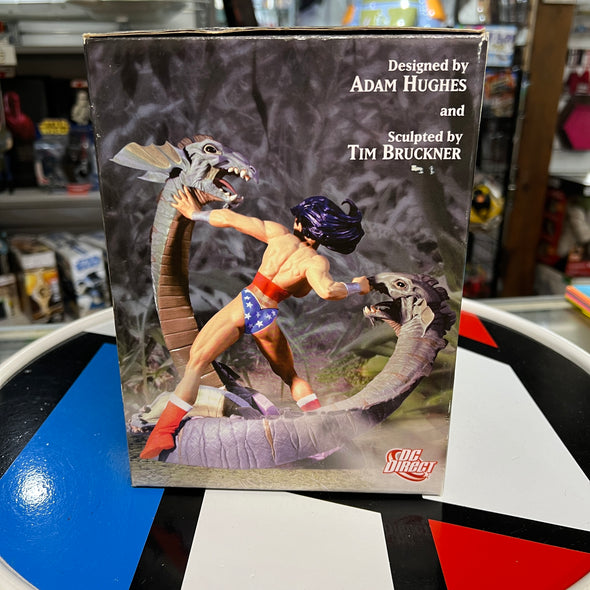 Designed by
ADAM HUGHES
and
Sculpted by
TIM BRUCKNER
DC
DIRECT